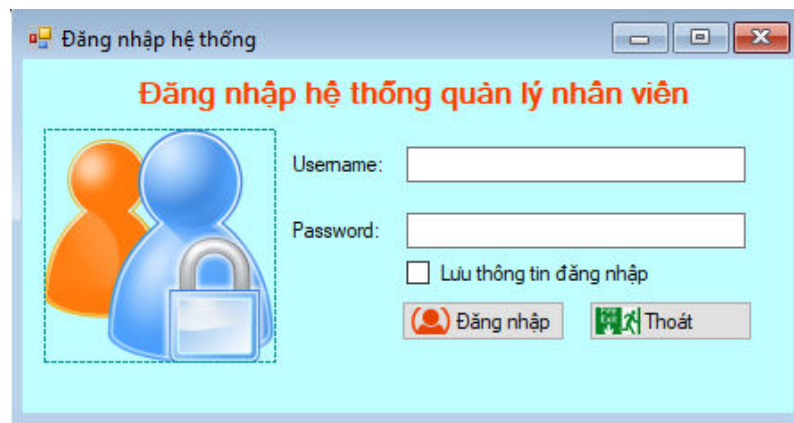 Đăng nhập hệ thống
Đăng nhập hệ thống quản lý nhân viên
Username:
Password:
Lưu thông tin đăng nhập
Đăng nhập
Thoát